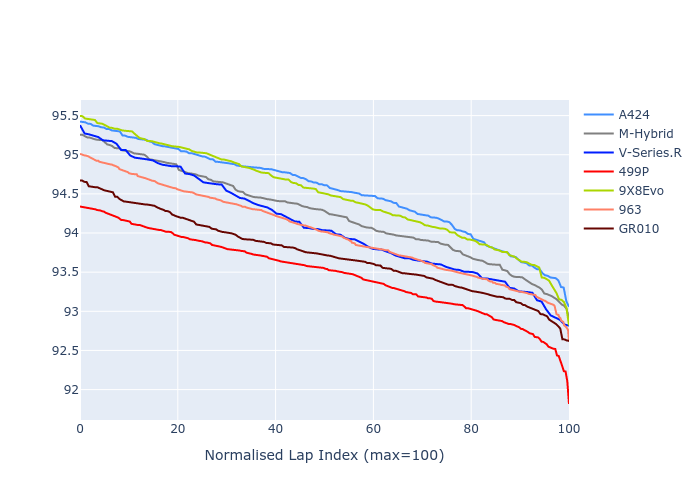 95.5
95
94.5
94
93.5
93
92.5
92
0
20
40
60
80
100
Normalised Lap Index (max=100)
A424
M-Hybrid
V-Series.R
499P
9X8Evo
963
GR010